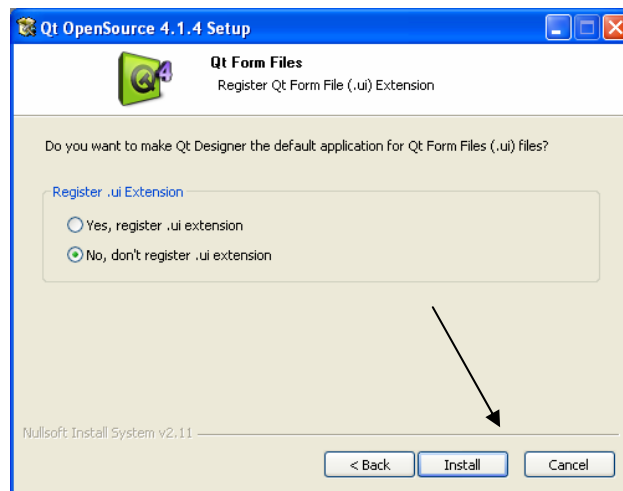 Qt OpenSource 4.1.4 Setup
4
Qt Form Files
Register Qt Form File (.ui) Extension
Do you want to make Qt Designer the default application for Qt Form Files (.ui) files?
Register .ui Extension
Yes, register .ui extension
No, don't register .ui extension
Nullsoft Install System v2.11
< Back
Install
Cancel